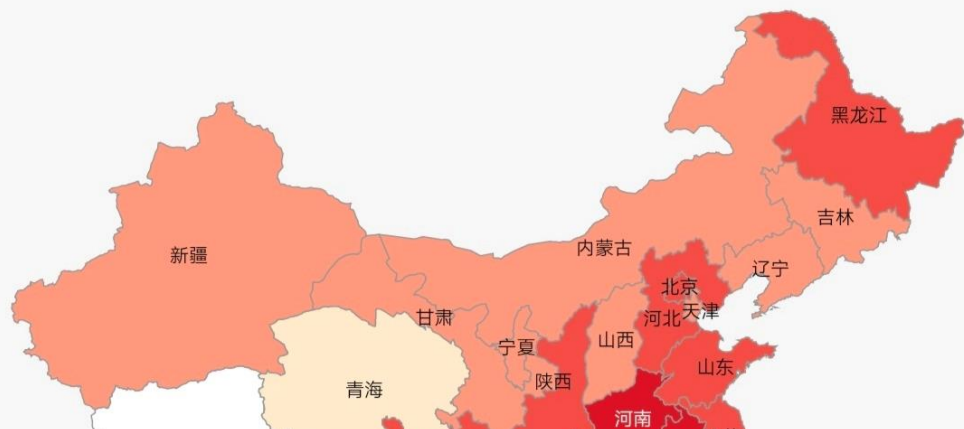 黑龙江
吉林
内蒙古
新疆
辽宁
北京
天津
甘肃
河北
宁夏
山西
山东
陕西
青海
河南